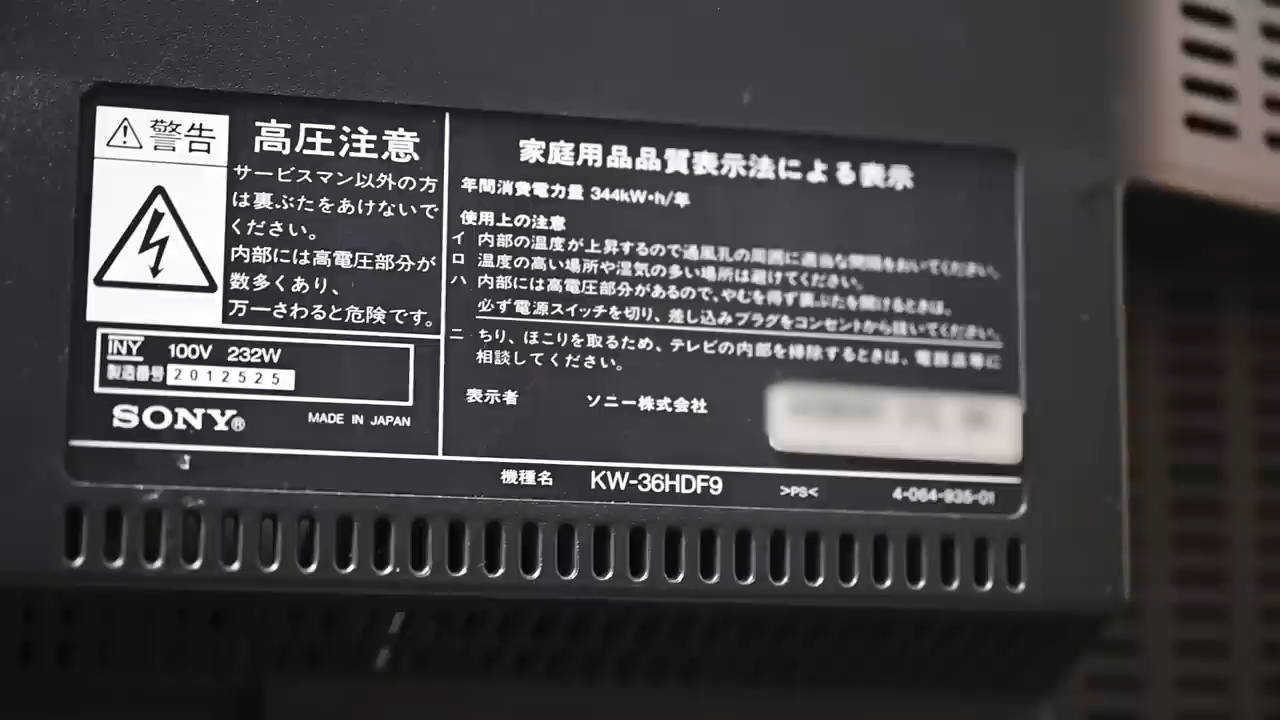 警告
高圧注意
サービスマン以外の方
は裏ぶたをあけないで
ください。
内部には高電圧部分が
数多くあり、
万一さわると危険です。
INY 100V 232W
製造番号 2012525
SONY®
MADE IN JAPAN
家庭用品品質表示法による表示
年間消費電力量 344kW・h/年
使用上の注意
イ 内部の温度が上昇するので通風孔の周囲に適当な間隔をおいてください。
ロ 温度の高い場所や湿気の多い場所は避けてください。
ハ 内部には高電圧部分があるので、やむを得ず裏ぶたを開けるときは、
必ず電源スイッチを切り、差し込みプラグをコンセントから抜いてください。
ニ ちり、ほこりを取るため、テレビの内部を掃除するときは、電器店等に
相談してください。
表示者 ソニー株式会社
機種名 KW-36HDF9 >PS< 4-064-935-01